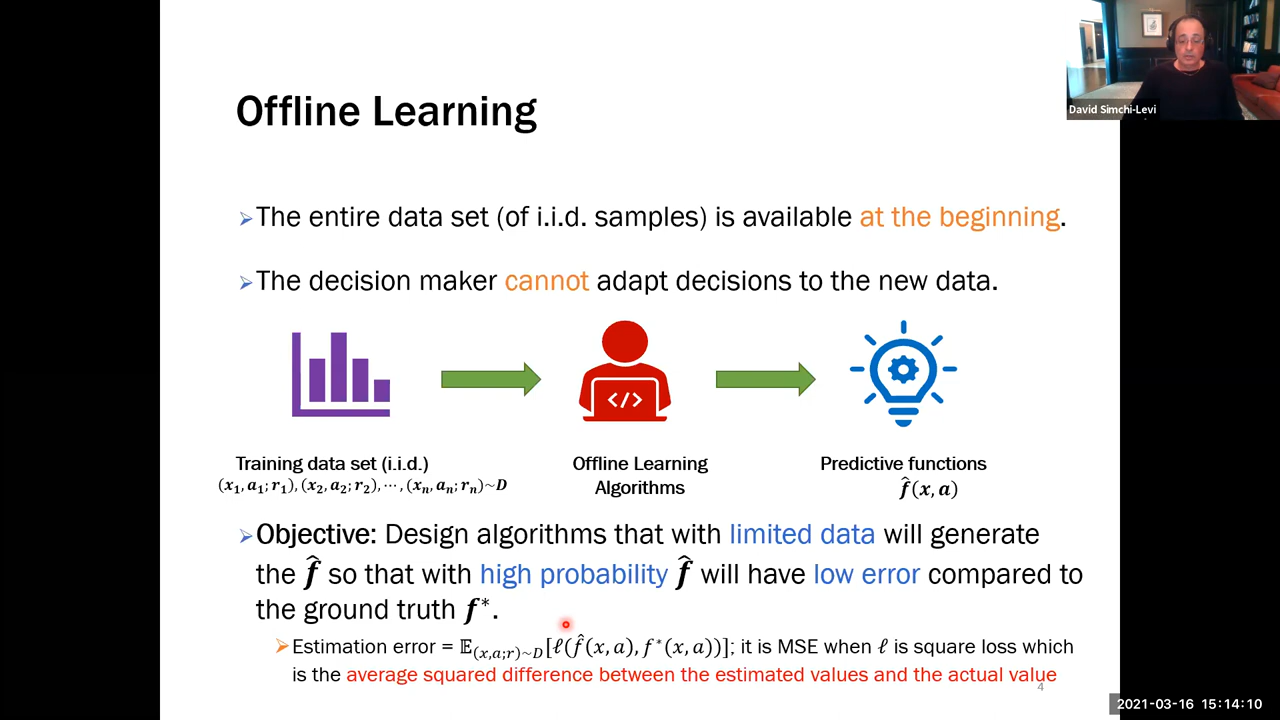 David Simchi-Levi
Offline Learning
➢The entire data set (of i.i.d. samples) is available at the beginning.
➢The decision maker cannot adapt decisions to the new data.
</>
Training data set (i.i.d.)
(x₁, a₁; r₁), (x₂, a₂; r₂), ⋯, (xₙ, aₙ; rₙ)~D
Offline Learning
Algorithms
Predictive functions
f̂(x, a)
➢Objective: Design algorithms that with limited data will generate
the f̂ so that with high probability f̂ will have low error compared to
the ground truth f*.
➢Estimation error = 𝔼₍ₓ,ₐ;ᵣ₎~D[ℓ(f̂(x, a), f*(x, a))]; it is MSE when ℓ is square loss which
is the average squared difference between the estimated values and the actual value
4
2021-03-16 15:14:10